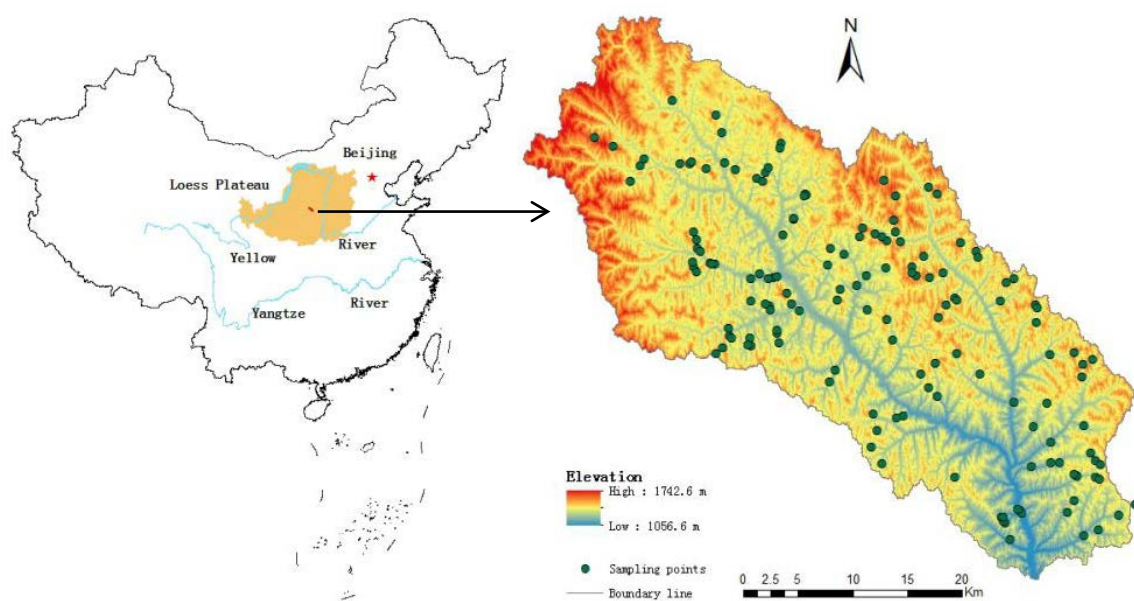 Beijing
Loess Plateau
River
Yellow
River
Yangtze
N
Elevation
High : 1742.6 m
Low : 1056.6 m
Sampling points
Boundary line
0 2.5 5 10 15 20
Km